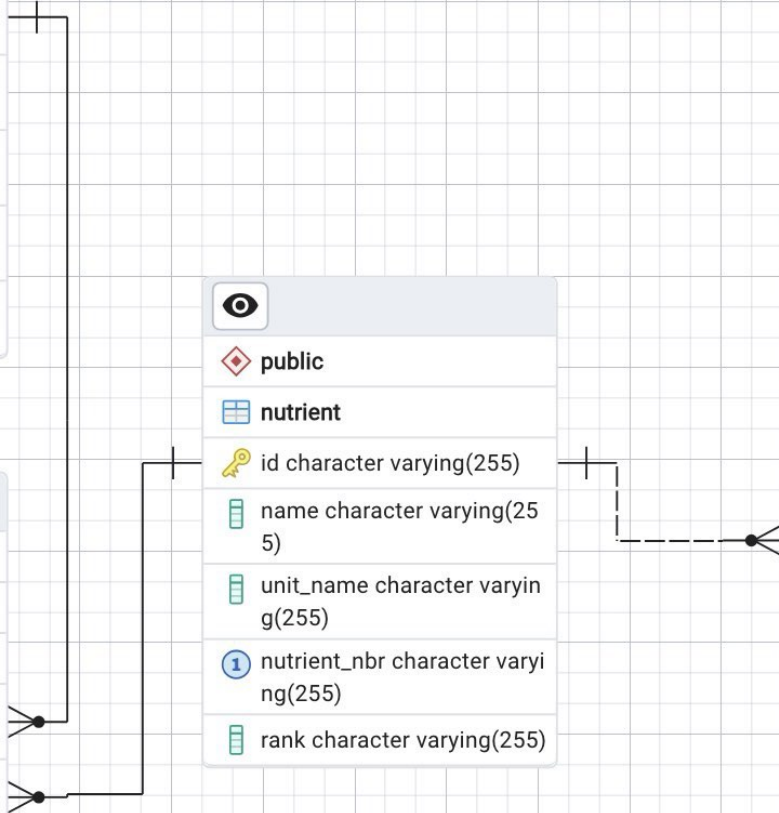 public
nutrient
id character varying(255)
name character varying(25
5)
unit_name character varyin
g(255)
1 nutrient_nbr character varyi
ng(255)
rank character varying(255)